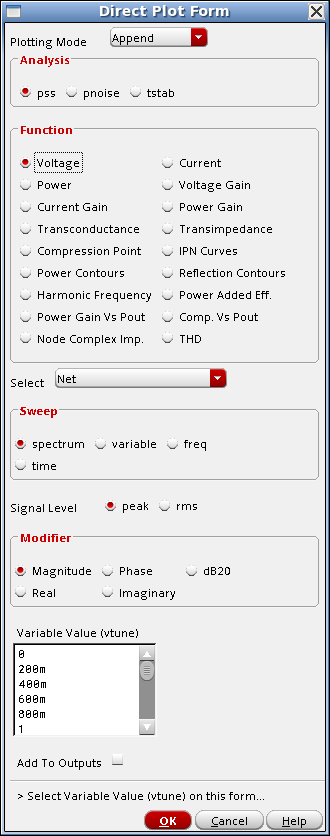 Direct Plot Form
Plotting Mode Append
Analysis
pss pnoise tstab
Function
Voltage Current
Power Voltage Gain
Current Gain Power Gain
Transconductance Transimpedance
Compression Point IPN Curves
Power Contours Reflection Contours
Harmonic Frequency Power Added Eff.
Power Gain Vs Pout Comp. Vs Pout
Node Complex Imp. THD
Select Net
Sweep
spectrum variable freq
time
Signal Level peak rms
Modifier
Magnitude Phase dB20
Real Imaginary
Variable Value (vtune)
0
200m
400m
600m
800m
1
Add To Outputs
> Select Variable Value (vtune) on this form...
OK Cancel Help